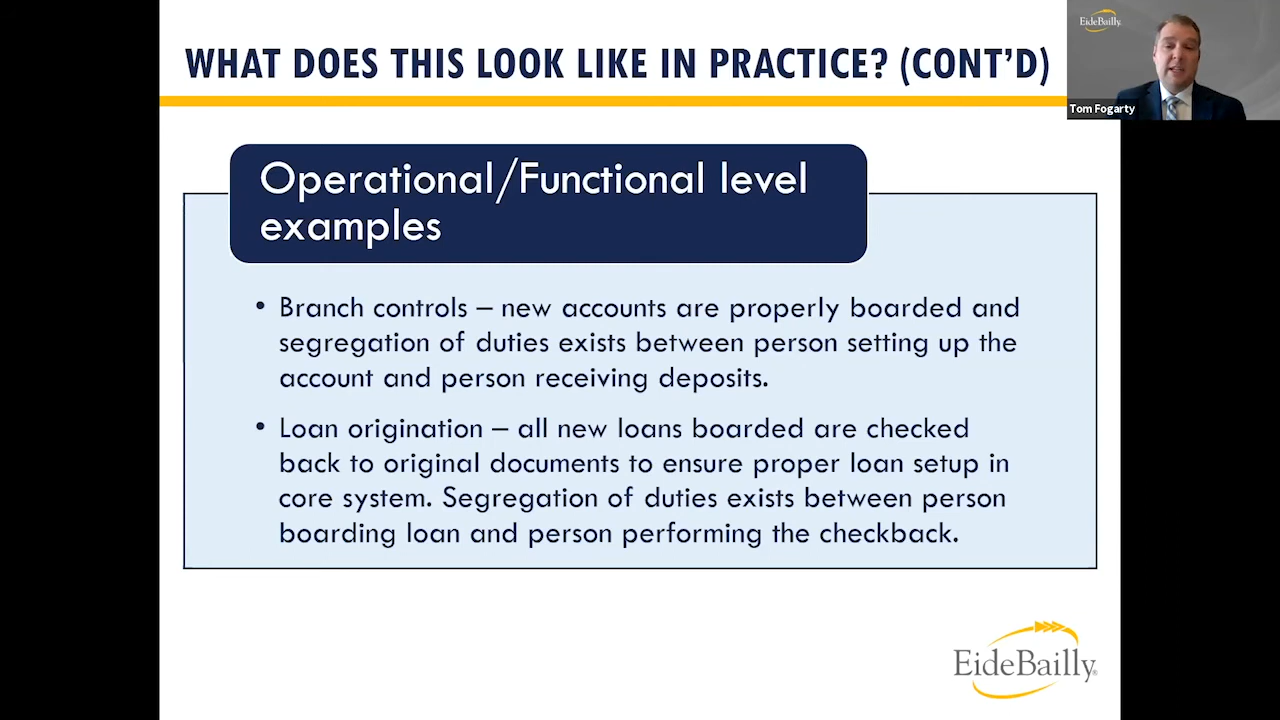 WHAT DOES THIS LOOK LIKE IN PRACTICE? (CONT'D)
EideBailly.
Tom Fogarty
Operational/Functional level
examples
• Branch controls – new accounts are properly boarded and
segregation of duties exists between person setting up the
account and person receiving deposits.
• Loan origination – all new loans boarded are checked
back to original documents to ensure proper loan setup in
core system. Segregation of duties exists between person
boarding loan and person performing the checkback.
EideBailly®